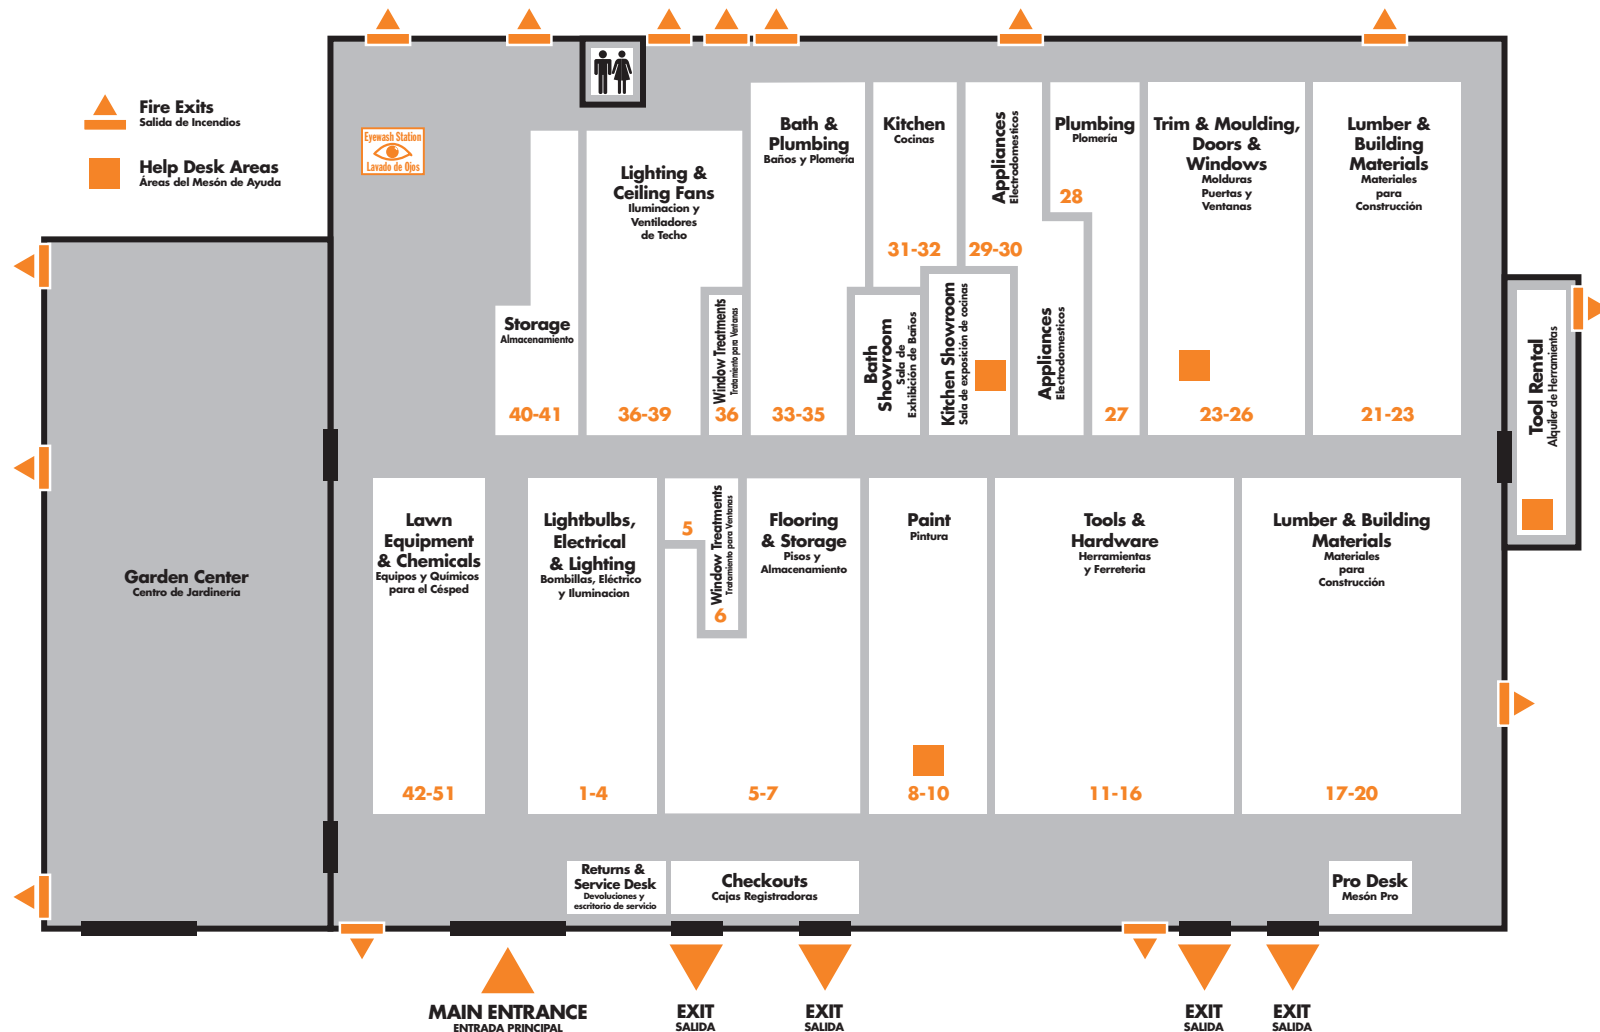 Fire Exits
Salida de Incendios
Help Desk Areas
Áreas del Mesón de Ayuda
Eyewash Station
Lavado de Ojos
Storage
Almacenamiento
40-41
Lighting &
Ceiling Fans
Iluminacion y
Ventiladores
de Techo
36-39
Window Treatments
Tratamiento para Ventanas
36
Bath &
Plumbing
Baños y Plomería
33-35
Kitchen
Cocinas
31-32
Bath
Showroom
Sala de
Exhibición de Baños
Kitchen Showroom
Sala de exposición de cocinas
Appliances
Electrodomesticos
29-30
Appliances
Electrodomesticos
Plumbing
Plomería
28
27
Trim & Moulding,
Doors &
Windows
Molduras
Puertas y
Ventanas
23-26
Lumber &
Building
Materials
Materiales
para
Construcción
21-23
Tool Rental
Alquiler de Herramientas
Garden Center
Centro de Jardinería
Lawn
Equipment
& Chemicals
Equipos y Químicos
para el Césped
42-51
Lightbulbs,
Electrical
& Lighting
Bombillas, Eléctrico
y Iluminacion
1-4
5
Window Treatments
Tratamiento para Ventanas
6
Flooring
& Storage
Pisos y
Almacenamiento
5-7
Paint
Pintura
8-10
Tools &
Hardware
Herramientas
y Ferreteria
11-16
Lumber & Building
Materials
Materiales
para
Construcción
17-20
Returns &
Service Desk
Devoluciones y
escritorio de servicio
Checkouts
Cajas Registradoras
Pro Desk
Mesón Pro
MAIN ENTRANCE
ENTRADA PRINCIPAL
EXIT
SALIDA
EXIT
SALIDA
EXIT
SALIDA
EXIT
SALIDA